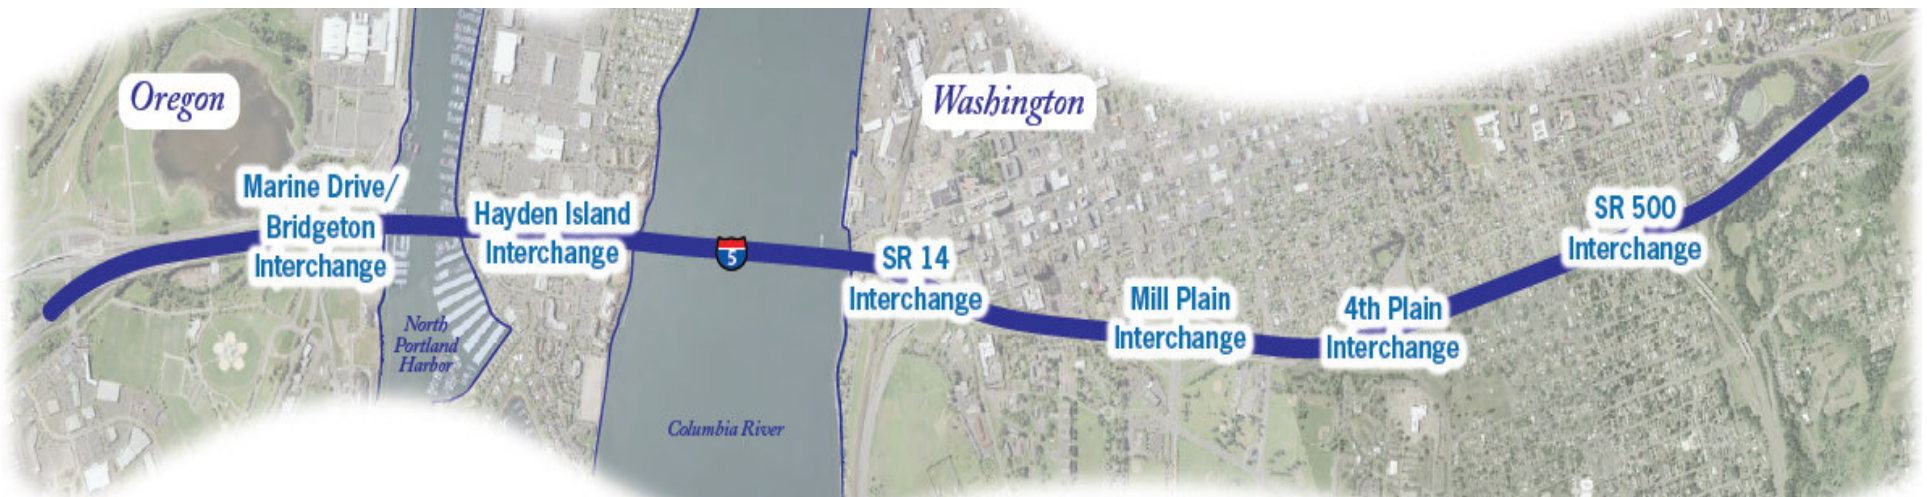 Oregon
Washington
Marine Drive/
Bridgeton
Interchange
Hayden Island
Interchange
5
SR 14
Interchange
Mill Plain
Interchange
4th Plain
Interchange
SR 500
Interchange
North
Portland
Harbor
Columbia River